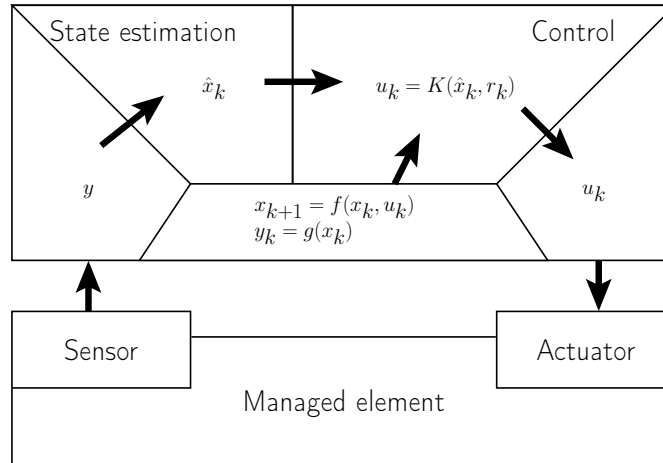 State estimation
Control
x̂_k
u_k = K(x̂_k, r_k)
y
u_k
x_{k+1} = f(x_k, u_k)
y_k = g(x_k)
Sensor
Actuator
Managed element